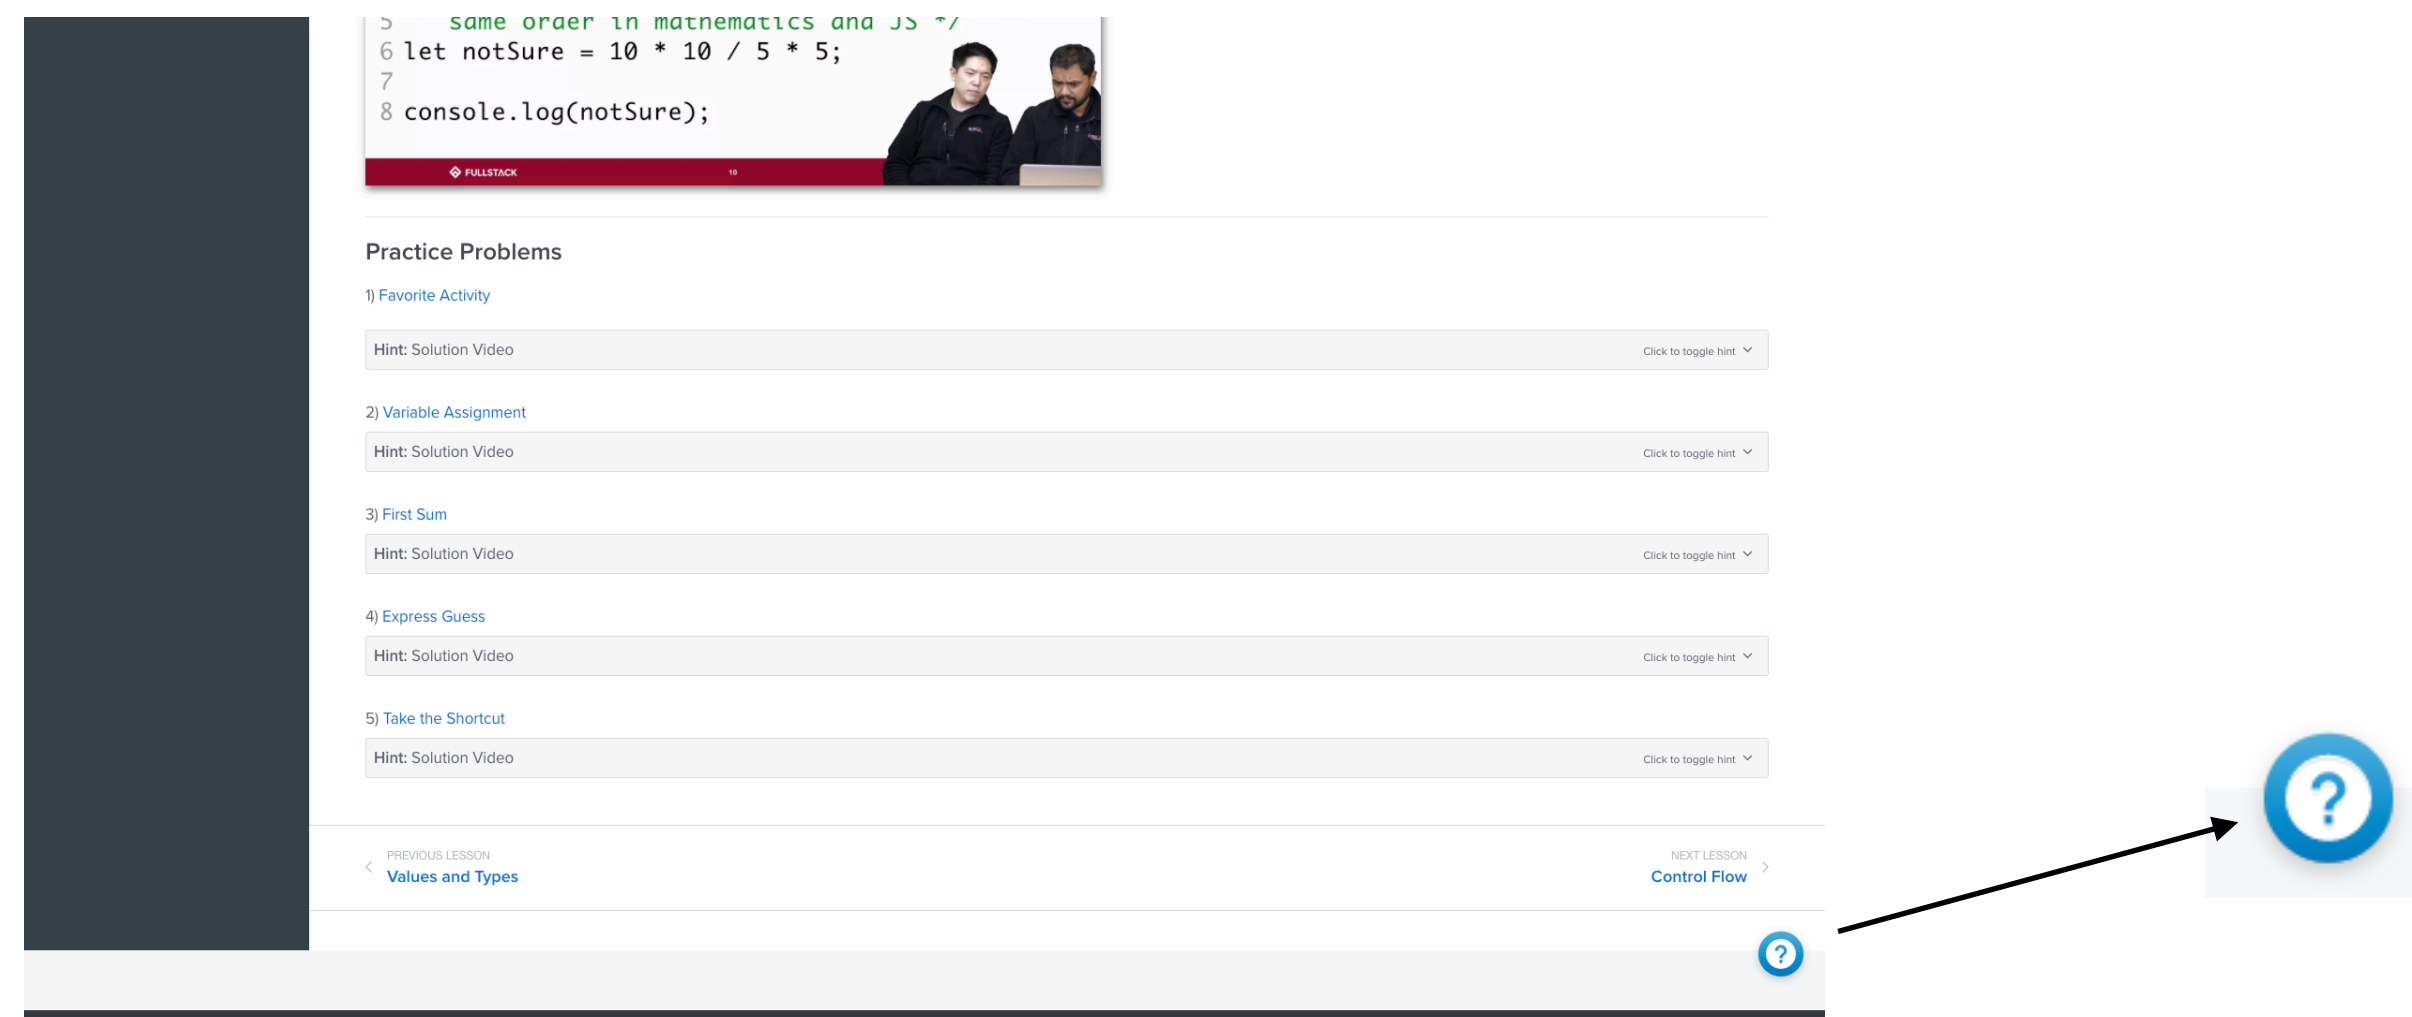 5 same order in mathematics and JS */
6 let notSure = 10 * 10 / 5 * 5;
7
8 console.log(notSure);
FULLSTACK 10
Practice Problems
1) Favorite Activity
Hint: Solution Video Click to toggle hint
2) Variable Assignment
Hint: Solution Video Click to toggle hint
3) First Sum
Hint: Solution Video Click to toggle hint
4) Express Guess
Hint: Solution Video Click to toggle hint
5) Take the Shortcut
Hint: Solution Video Click to toggle hint
PREVIOUS LESSON NEXT LESSON
Values and Types Control Flow
?
?